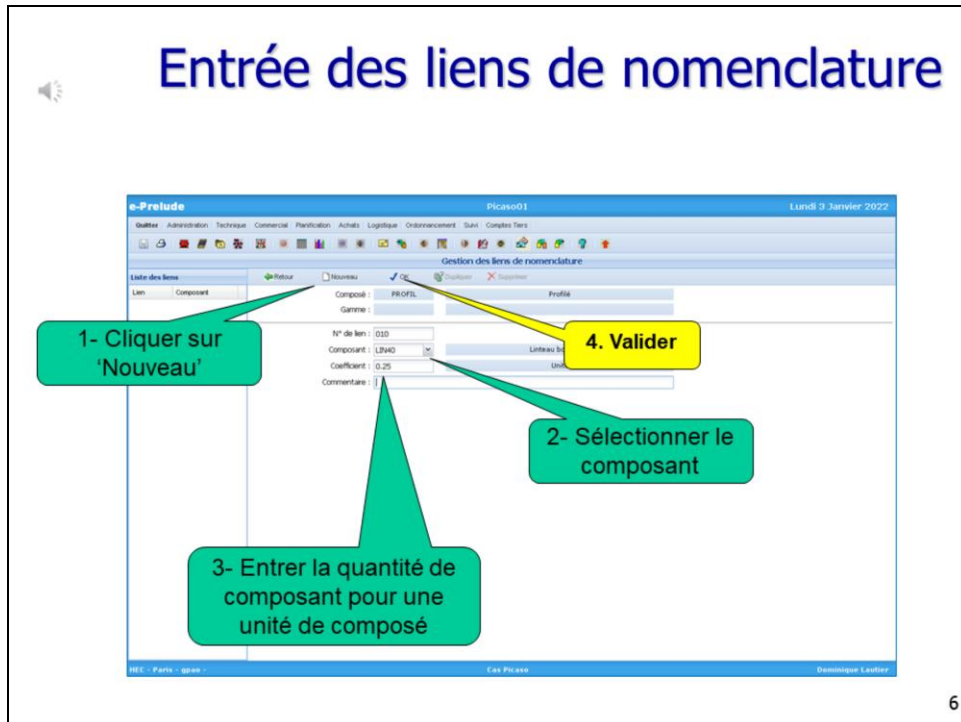 Entrée des liens de nomenclature
e-Prelude Picaso01 Lundi 3 Janvier 2022
Quitter Administration Technique Commercial Planification Achats Logistique Ordonnancement Suivi Comptes Tiers
Gestion des liens de nomenclature
Liste des liens Retour Nouveau OK Dupliquer Supprimer
Lien Composant
Composé : PROFIL Profilé
Gamme :
1- Cliquer sur
‘Nouveau’
N° de lien : 010
4. Valider
Composant : LIN40 Linteau
Coefficient : 0.25
Commentaire :
2- Sélectionner le
composant
3- Entrer la quantité de
composant pour une
unité de composé
HEC - Paris - gpao - Cas Picaso Dominique Lautier
6